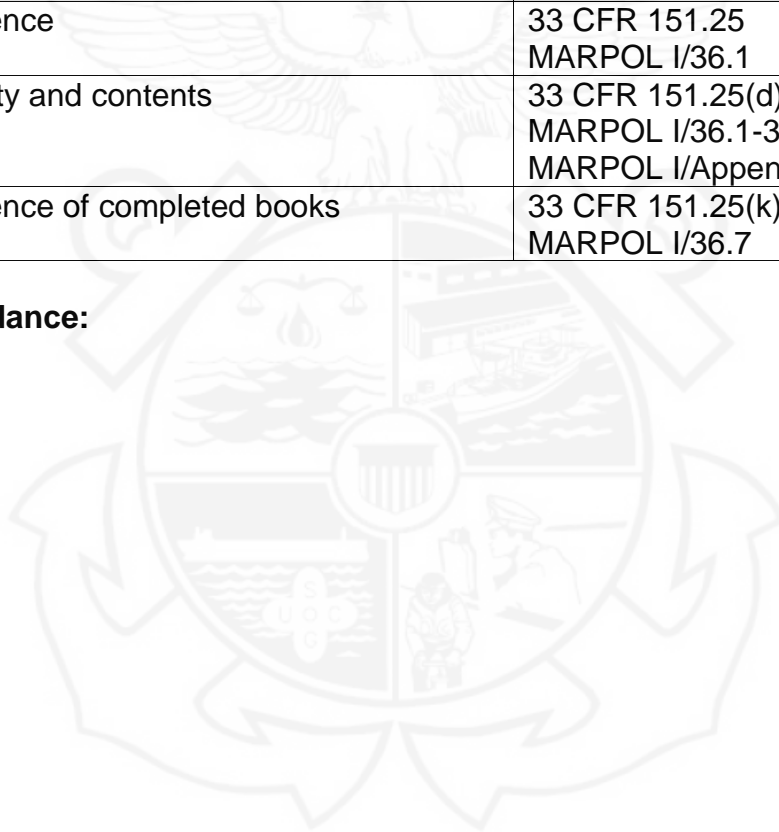 ence 33 CFR 151.25
MARPOL I/36.1
ty and contents 33 CFR 151.25(d)
MARPOL I/36.1-3
MARPOL I/Appen
ence of completed books 33 CFR 151.25(k)
MARPOL I/36.7
lance:
S
U O C
G